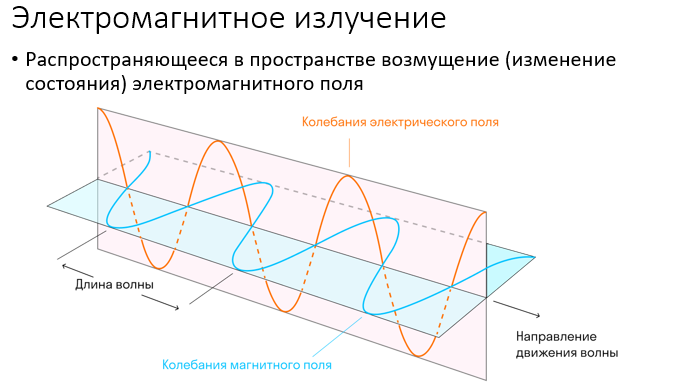 Электромагнитное излучение
• Распространяющееся в пространстве возмущение (изменение
состояния) электромагнитного поля
Колебания электрического поля
Длина волны
Направление
движения волны
Колебания магнитного поля